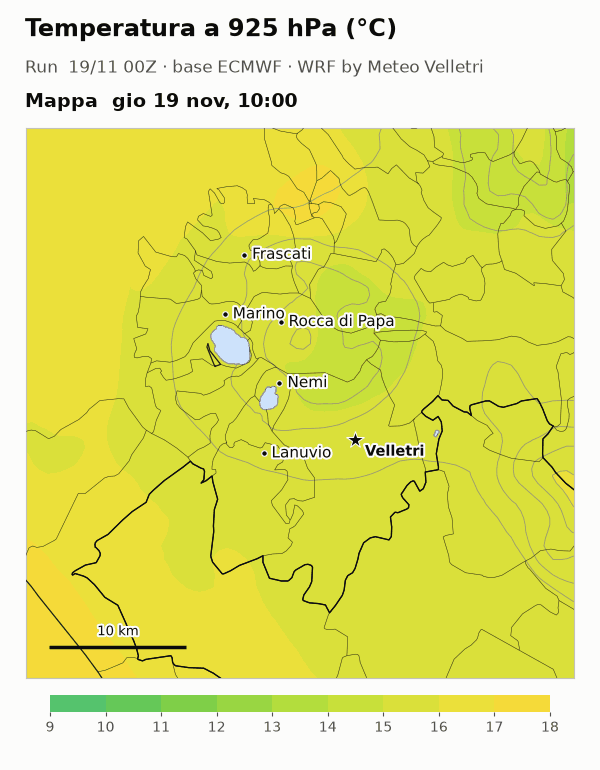 Temperatura a 925 hPa (°C)
Run 19/11 00Z · base ECMWF · WRF by Meteo Velletri
Mappa gio 19 nov, 10:00
Frascati
Marino
Rocca di Papa
Nemi
Lanuvio
Velletri
10 km
9 10 11 12 13 14 15 16 17 18